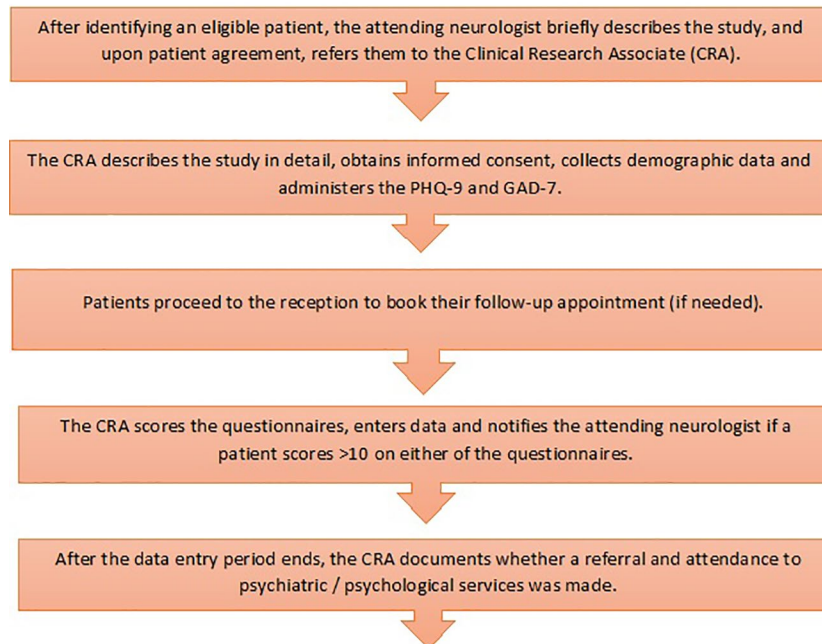 After identifying an eligible patient, the attending neurologist briefly describes the study, and
upon patient agreement, refers them to the Clinical Research Associate (CRA).
The CRA describes the study in detail, obtains informed consent, collects demographic data and
administers the PHQ-9 and GAD-7.
Patients proceed to the reception to book their follow-up appointment (if needed).
The CRA scores the questionnaires, enters data and notifies the attending neurologist if a
patient scores >10 on either of the questionnaires.
After the data entry period ends, the CRA documents whether a referral and attendance to
psychiatric / psychological services was made.